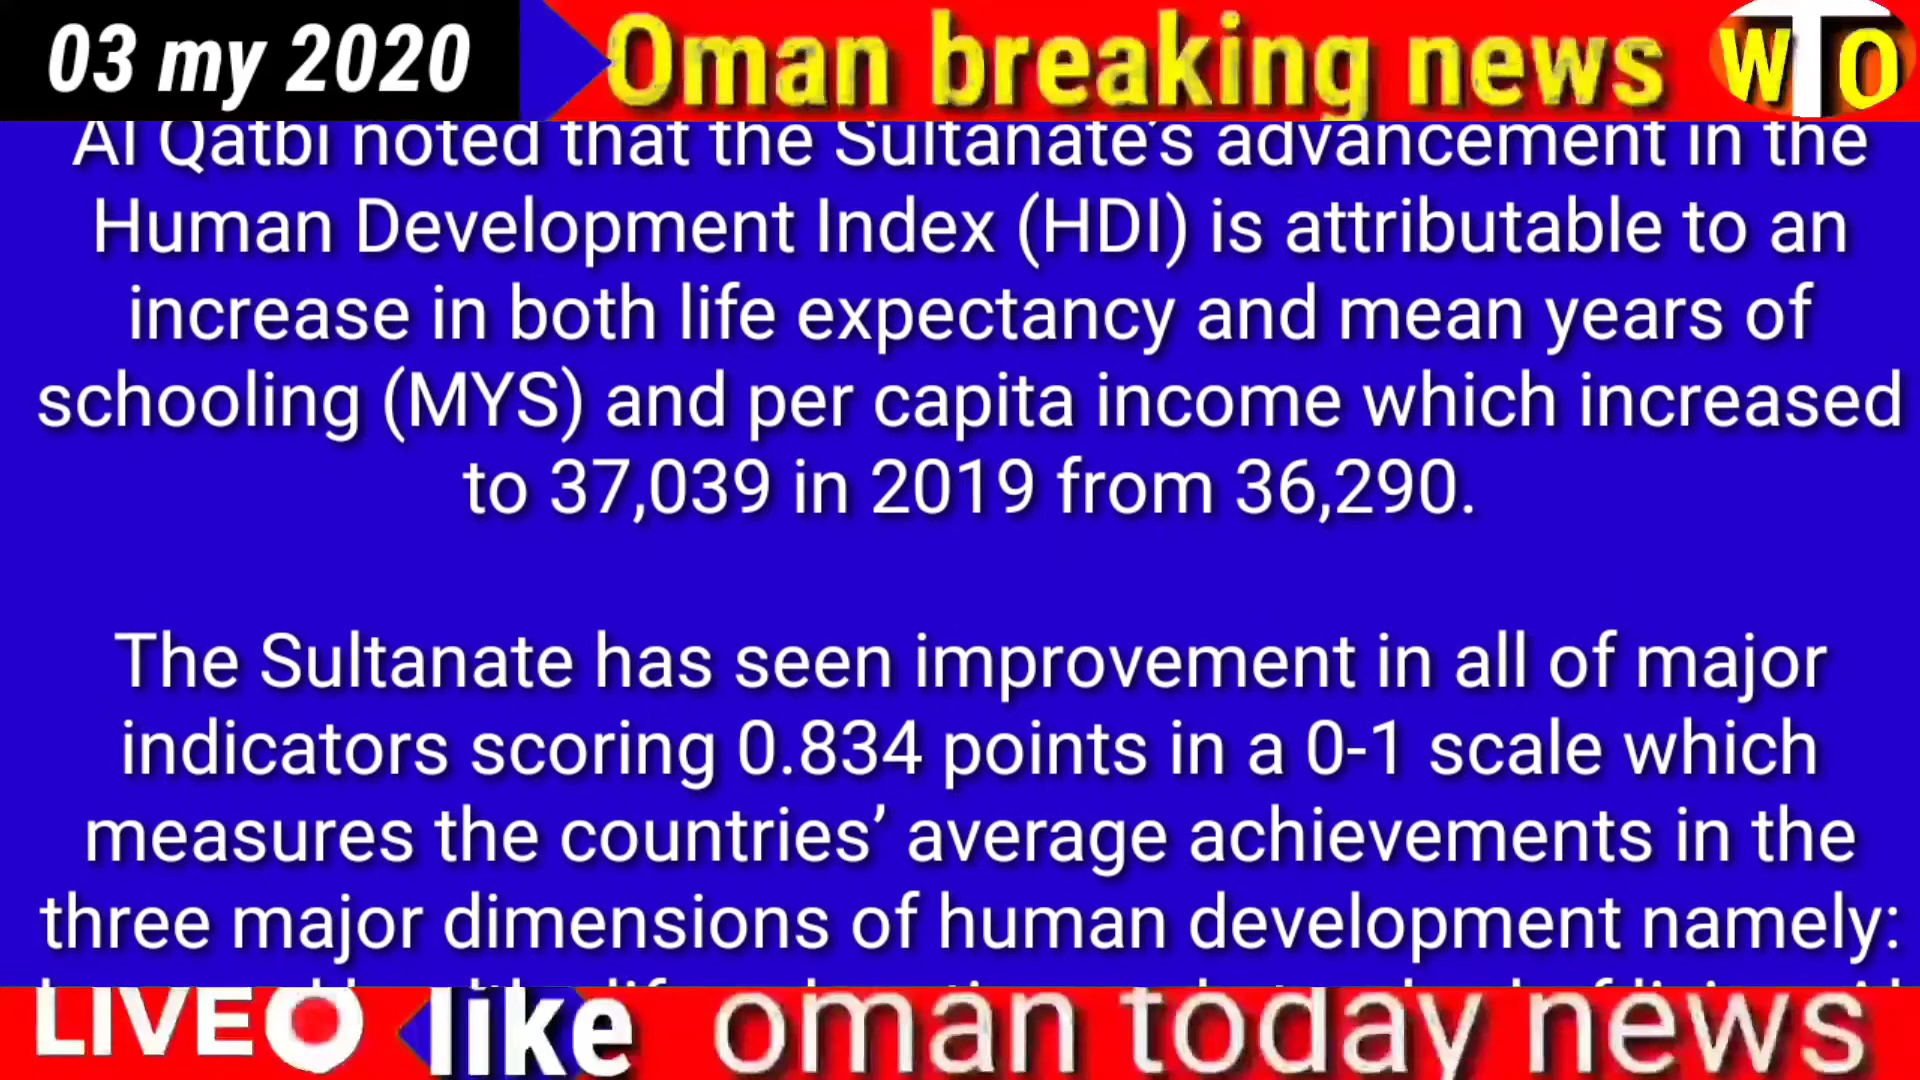 03 my 2020
Oman breaking news
WTO
Al Qatbi noted that the Sultanate's advancement in the
Human Development Index (HDI) is attributable to an
increase in both life expectancy and mean years of
schooling (MYS) and per capita income which increased
to 37,039 in 2019 from 36,290.
The Sultanate has seen improvement in all of major
indicators scoring 0.834 points in a 0-1 scale which
measures the countries’ average achievements in the
three major dimensions of human development namely:
LIVE
like
oman today news